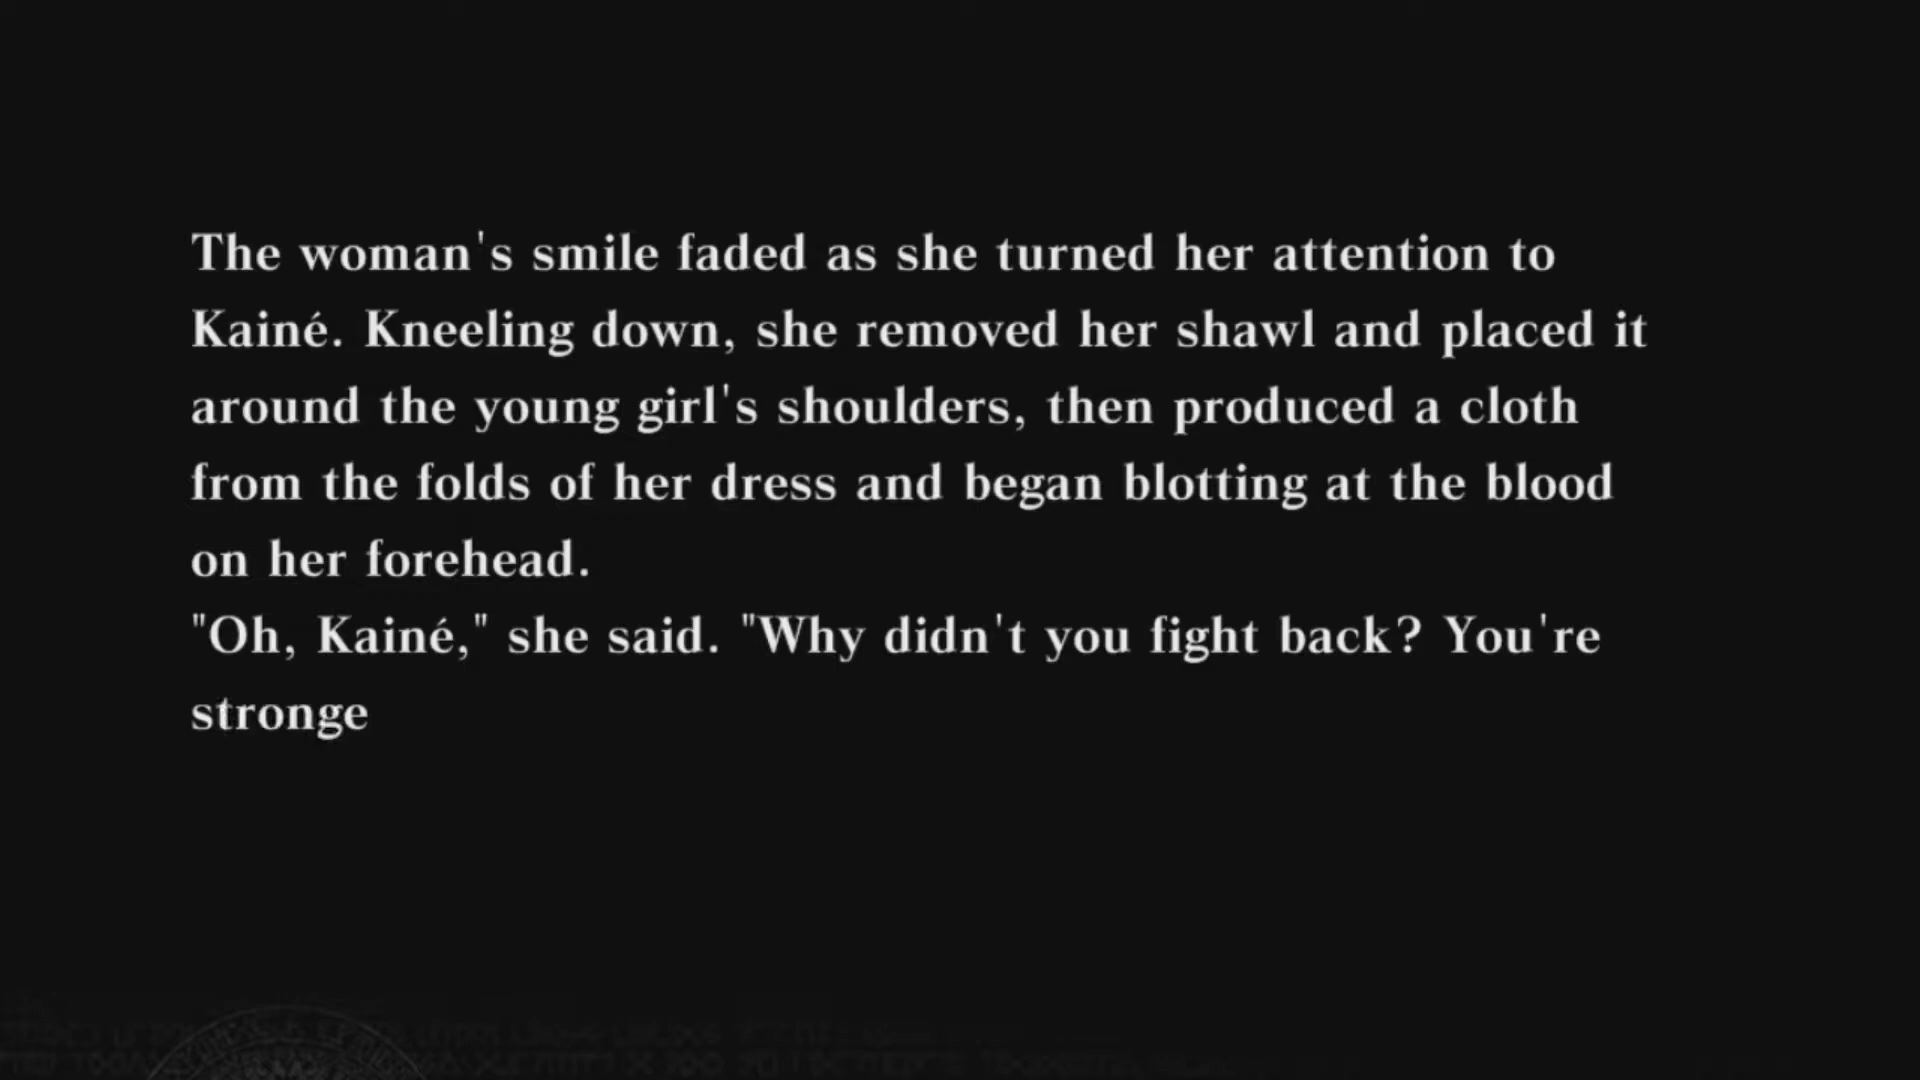 The woman's smile faded as she turned her attention to
Kainé. Kneeling down, she removed her shawl and placed it
around the young girl's shoulders, then produced a cloth
from the folds of her dress and began blotting at the blood
on her forehead.
"Oh, Kainé," she said. "Why didn't you fight back? You're
stronge